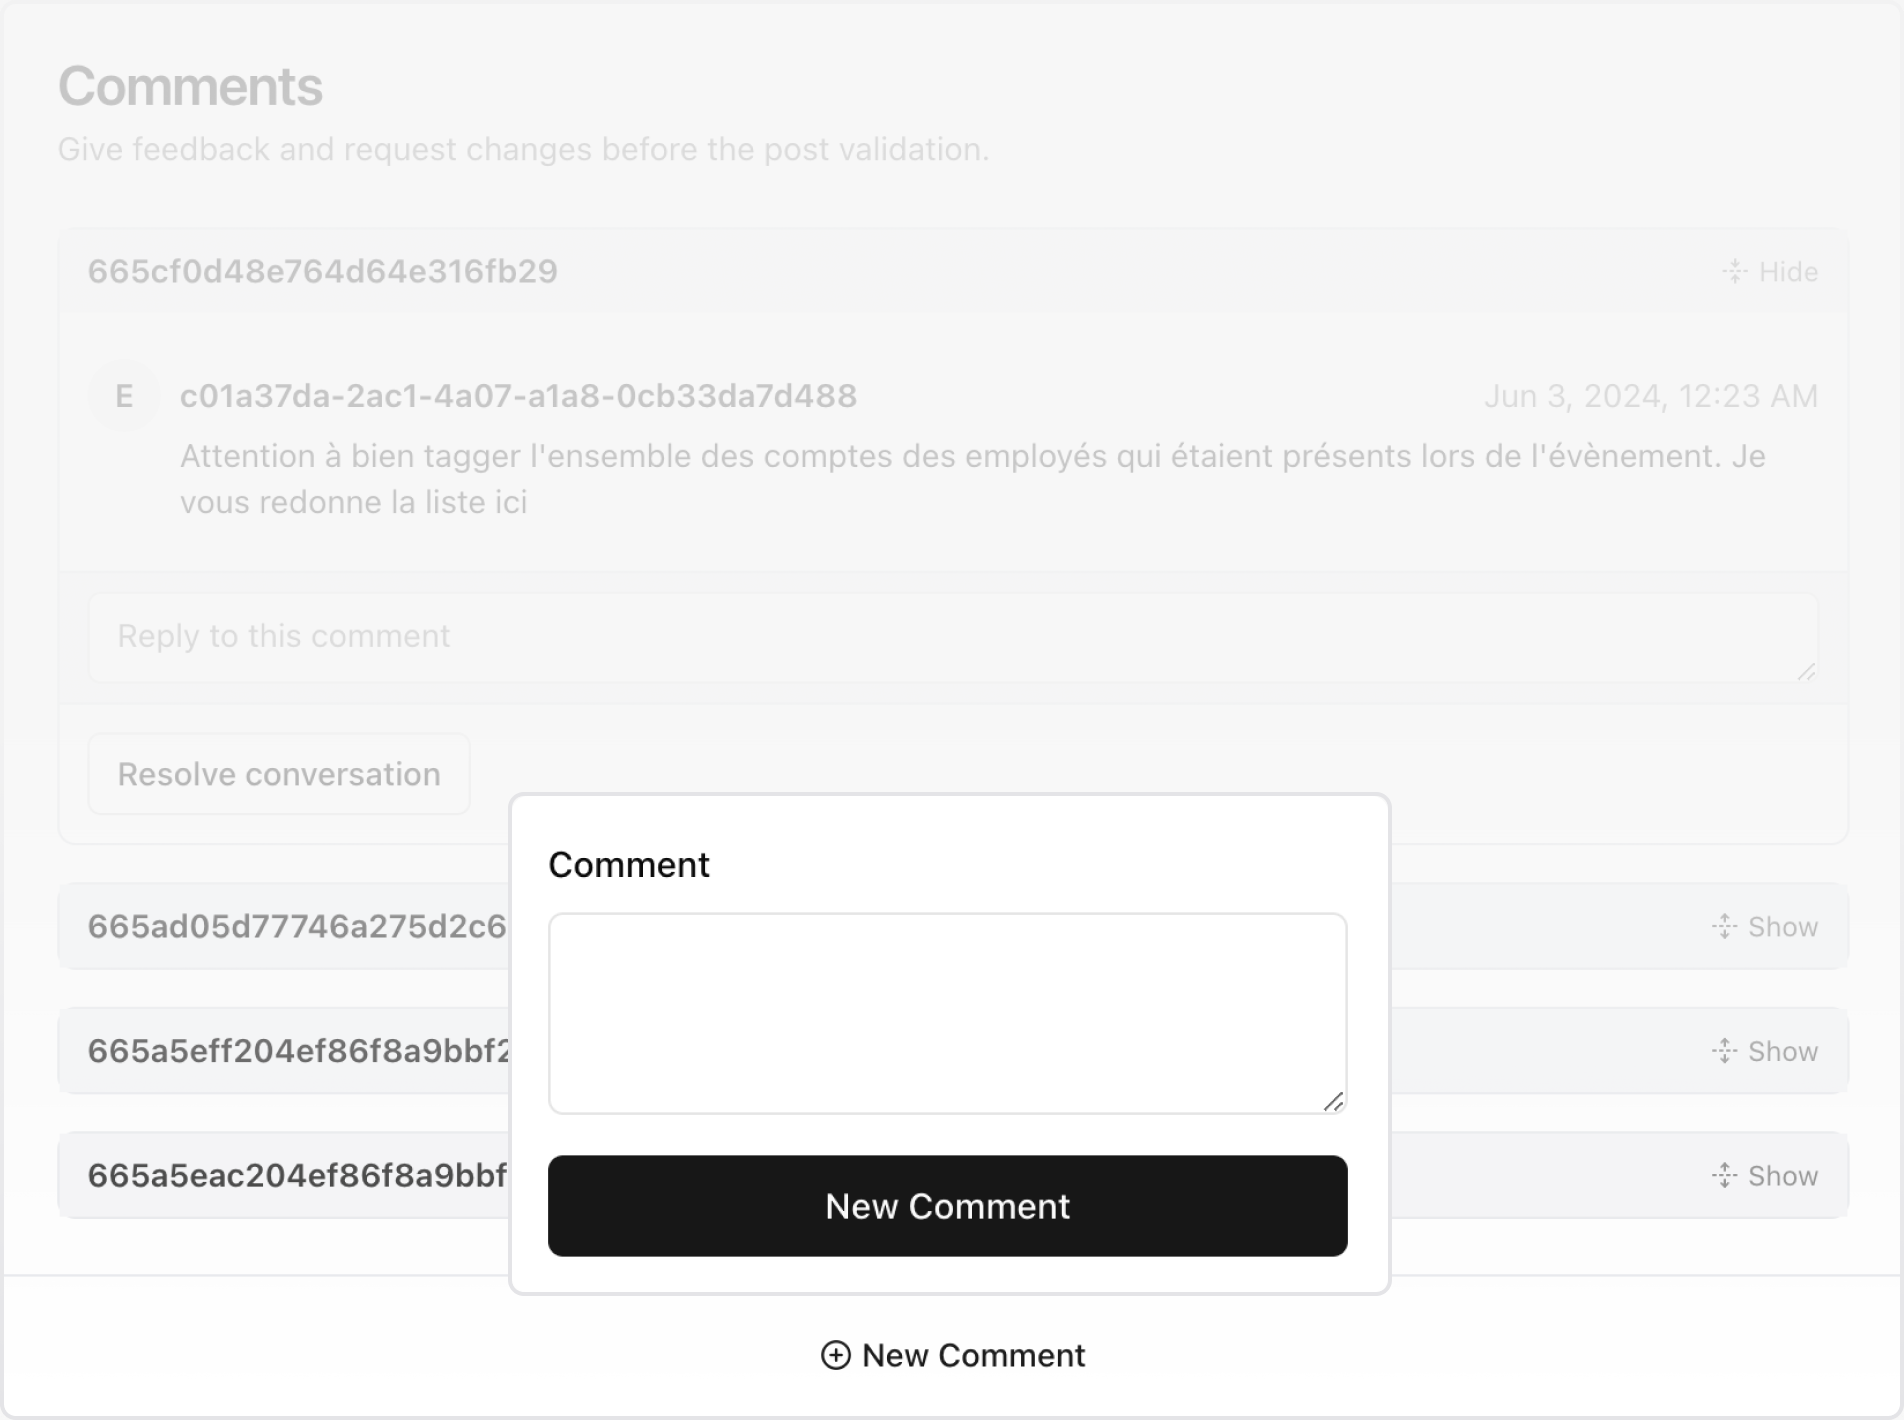 Comments
Give feedback and request changes before the post validation.
665cf0d48e764d64e316fb29
Hide
E
c01a37da-2ac1-4a07-a1a8-0cb33da7d488
Jun 3, 2024, 12:23 AM
Attention à bien tagger l'ensemble des comptes des employés qui étaient présents lors de l'évènement. Je
vous redonne la liste ici
Reply to this comment
Resolve conversation
665ad05d77746a275d2c6
Show
665a5eff204ef86f8a9bbf2
Show
665a5eac204ef86f8a9bbf
Show
Comment
New Comment
New Comment